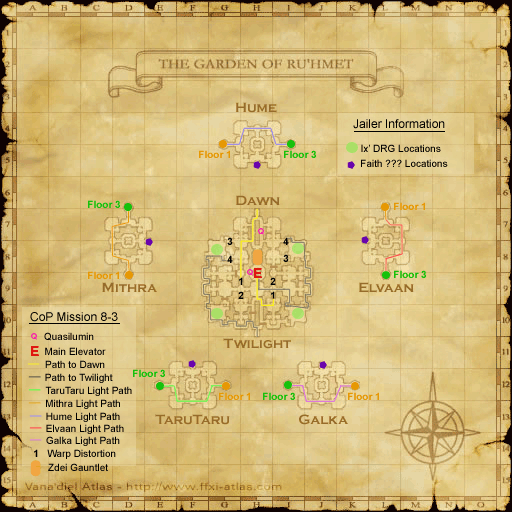 A B C D E F G H I J K L M N O
THE GARDEN OF RU'HMET
HUME
Jailer Information
Floor 1
Floor 3
Ix' DRG Locations
Faith ??? Locations
Floor 3
DAWN
Floor 1
3
4
4
3
E
1
2
2
1
Floor 1
MITHRA
Floor 3
ELVAAN
CoP Mission 8-3
TWILIGHT
Quasilumin
E Main Elevator
Path to Dawn
Path to Twilight
TaruTaru Light Path
Mithra Light Path
Hume Light Path
Elvaan Light Path
Galka Light Path
1 Warp Distortion
Zdei Gauntlet
Floor 3
Floor 1
TARUTARU
Floor 3
Floor 1
GALKA
Vana'diel Atlas - http://www.ffxi-atlas.com